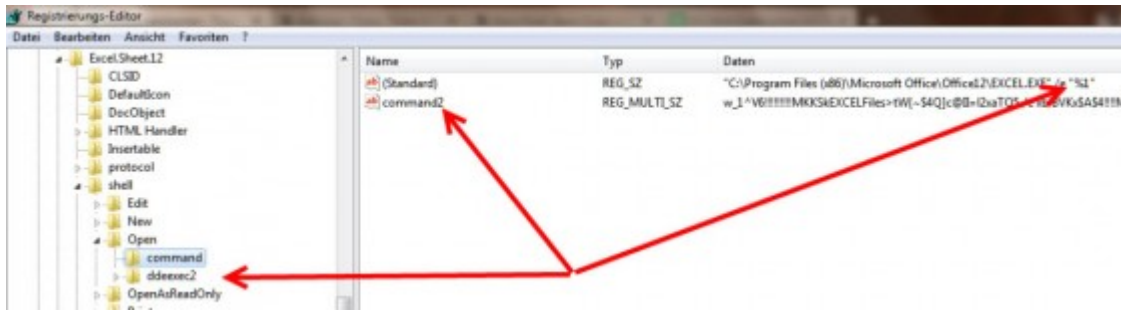 Registrierungs-Editor
Datei Bearbeiten Ansicht Favoriten ?
Excel.Sheet.12
CLSID
DefaultIcon
DocObject
HTML Handler
Insertable
protocol
shell
Edit
New
Open
command
ddeexec2
OpenAsReadOnly
Name Typ Daten
(Standard) REG_SZ "C:\Program Files (x86)\Microsoft Office\Office12\EXCEL.EXE" /e "%1"
command2 REG_MULTI_SZ